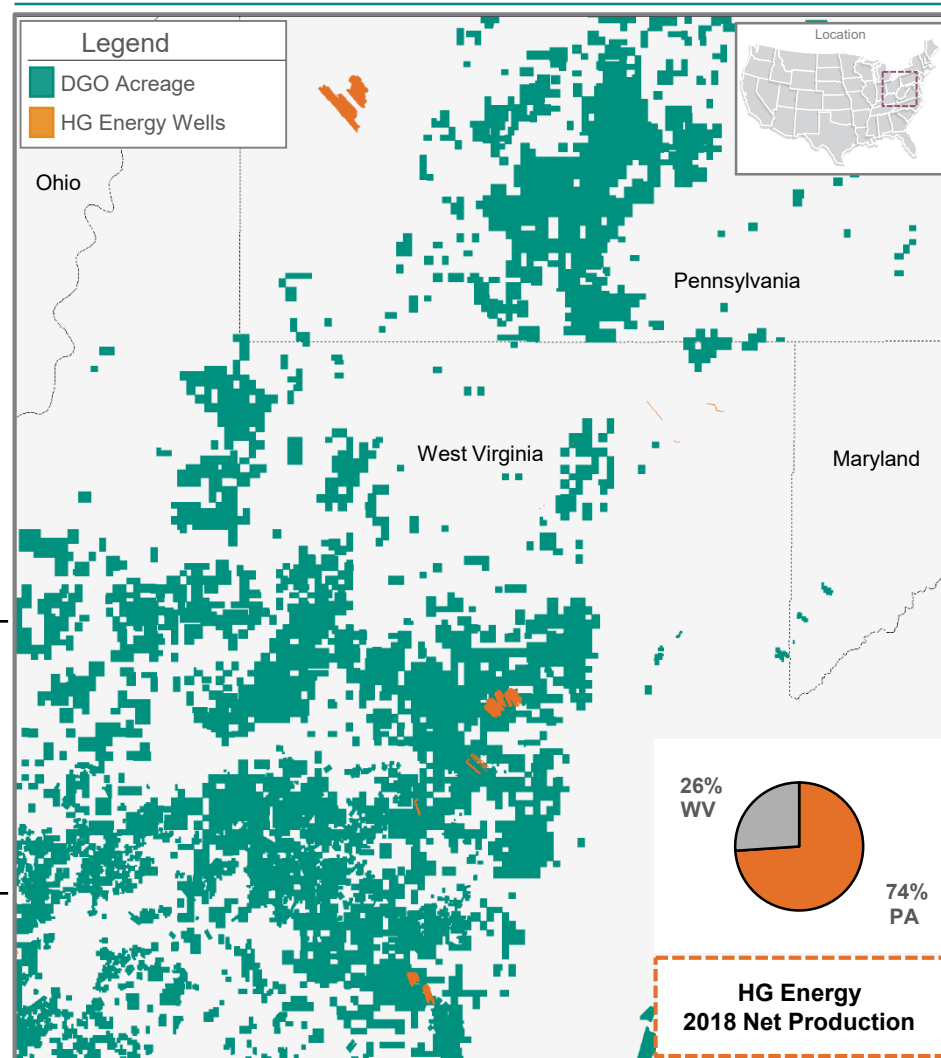 Legend
DGO Acreage
HG Energy Wells
Location
Ohio
Pennsylvania
West Virginia
Maryland
26%
WV
74%
PA
HG Energy
2018 Net Production